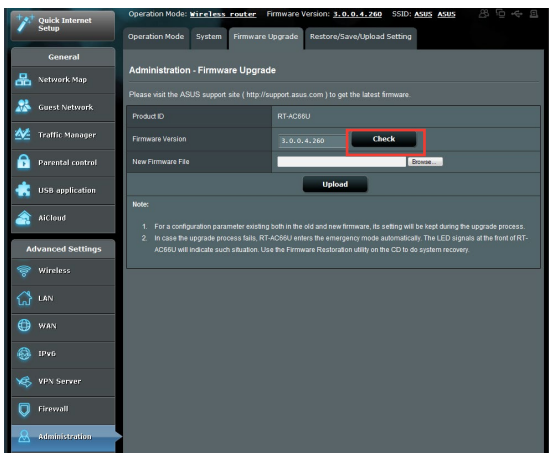 Operation Mode: Wireless router Firmware Version: 3.0.0.4.260 SSID: ASUS ASUS
Quick Internet
Setup
Operation Mode System Firmware Upgrade Restore/Save/Upload Setting
General
Network Map
Guest Network
Traffic Manager
Parental control
USB application
AiCloud
Advanced Settings
Wireless
LAN
WAN
IPv6
VPN Server
Firewall
Administration
Administration - Firmware Upgrade
Please visit the ASUS support site ( http://support.asus.com ) to get the latest firmware.
Product ID RT-AC66U
Firmware Version 3.0.0.4.260 Check
New Firmware File Browse...
Upload
Note:
1. For a configuration parameter existing both in the old and new firmware, its setting will be kept during the upgrade process.
2. In case the upgrade process fails, RT-AC66U enters the emergency mode automatically. The LED signals at the front of RT-
AC66U will indicate such situation. Use the Firmware Restoration utility on the CD to do system recovery.